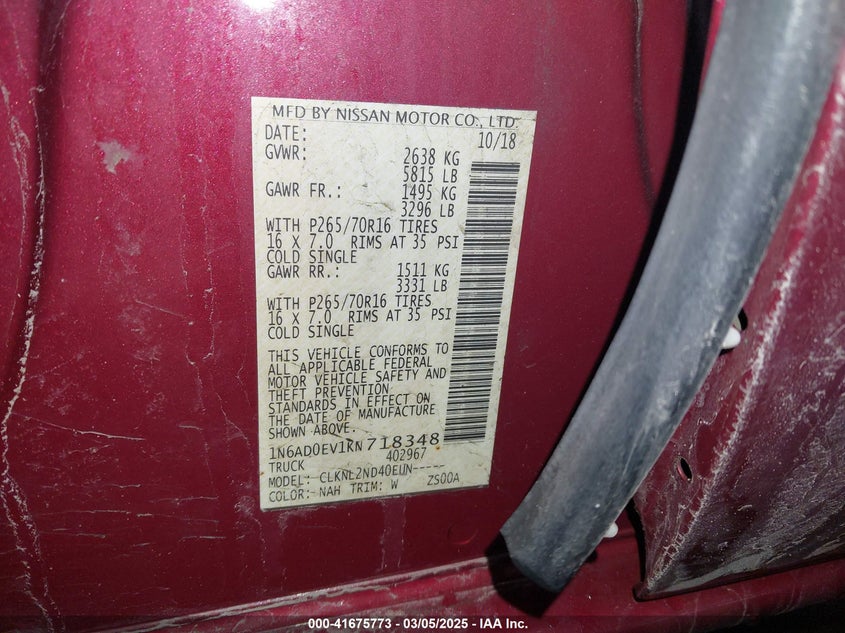 MFD BY NISSAN MOTOR CO., LTD.
DATE: 10/18
GVWR: 2638 KG
5815 LB
GAWR FR.: 1495 KG
3296 LB
WITH P265/70R16 TIRES
16 X 7.0 RIMS AT 35 PSI
COLD SINGLE
GAWR RR.: 1511 KG
3331 LB
WITH P265/70R16 TIRES
16 X 7.0 RIMS AT 35 PSI
COLD SINGLE
THIS VEHICLE CONFORMS TO
ALL APPLICABLE FEDERAL
MOTOR VEHICLE SAFETY AND
THEFT PREVENTION
STANDARDS IN EFFECT ON
THE DATE OF MANUFACTURE
SHOWN ABOVE.
1N6AD0EV1KN718348
TRUCK 402967
MODEL: CLKNL2ND40EUN-----
COLOR: NAH TRIM: W ZS00A
000-41675773 — 03/05/2025 — IAA Inc.